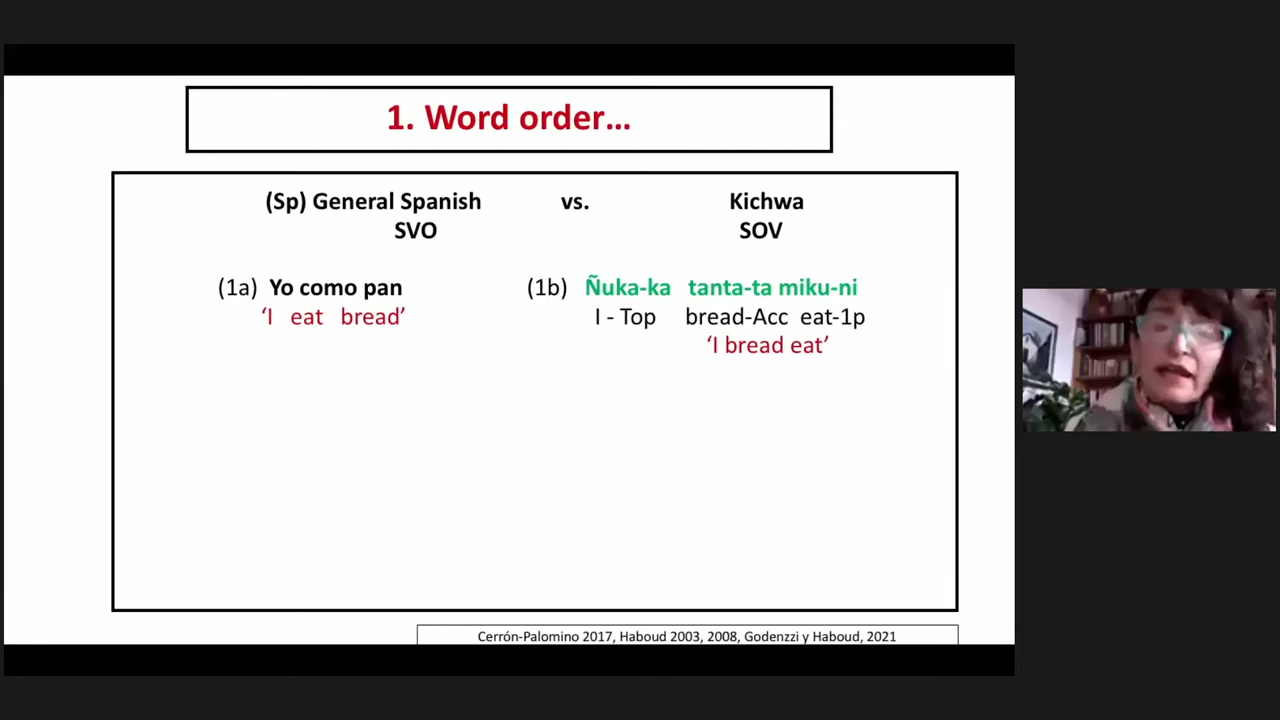 1. Word order...
(Sp) General Spanish vs. Kichwa
SVO SOV
(1a) Yo como pan (1b) Ñuka-ka tanta-ta miku-ni
‘I eat bread’ I - Top bread-Acc eat-1p
‘I bread eat’
Cerrón-Palomino 2017, Haboud 2003, 2008, Godenzzi y Haboud, 2021